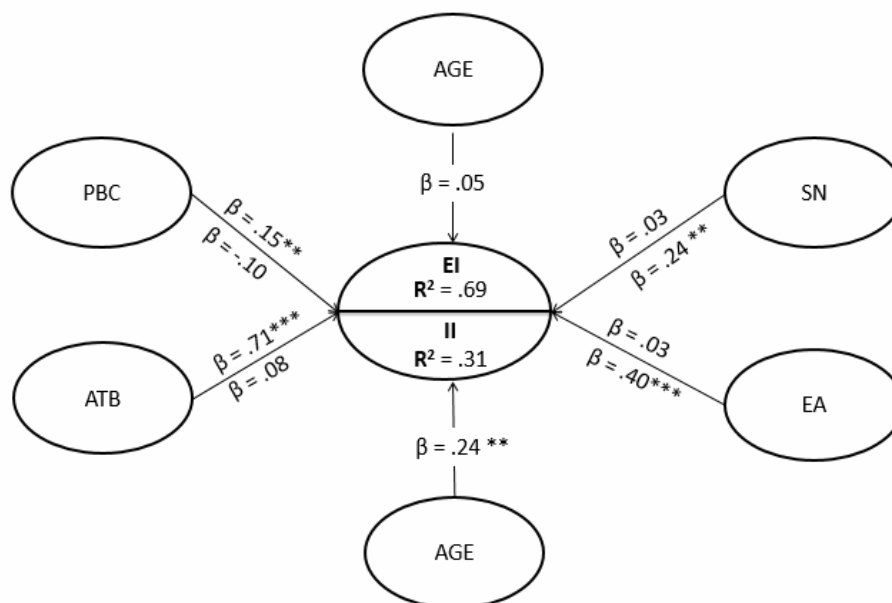 AGE
β = .05
PBC
β = .15**
β = -.10
SN
β = .03
β = .24 **
EI
R² = .69
II
R² = .31
ATB
β = .71***
β = .08
EA
β = .03
β = .40***
β = .24 **
AGE